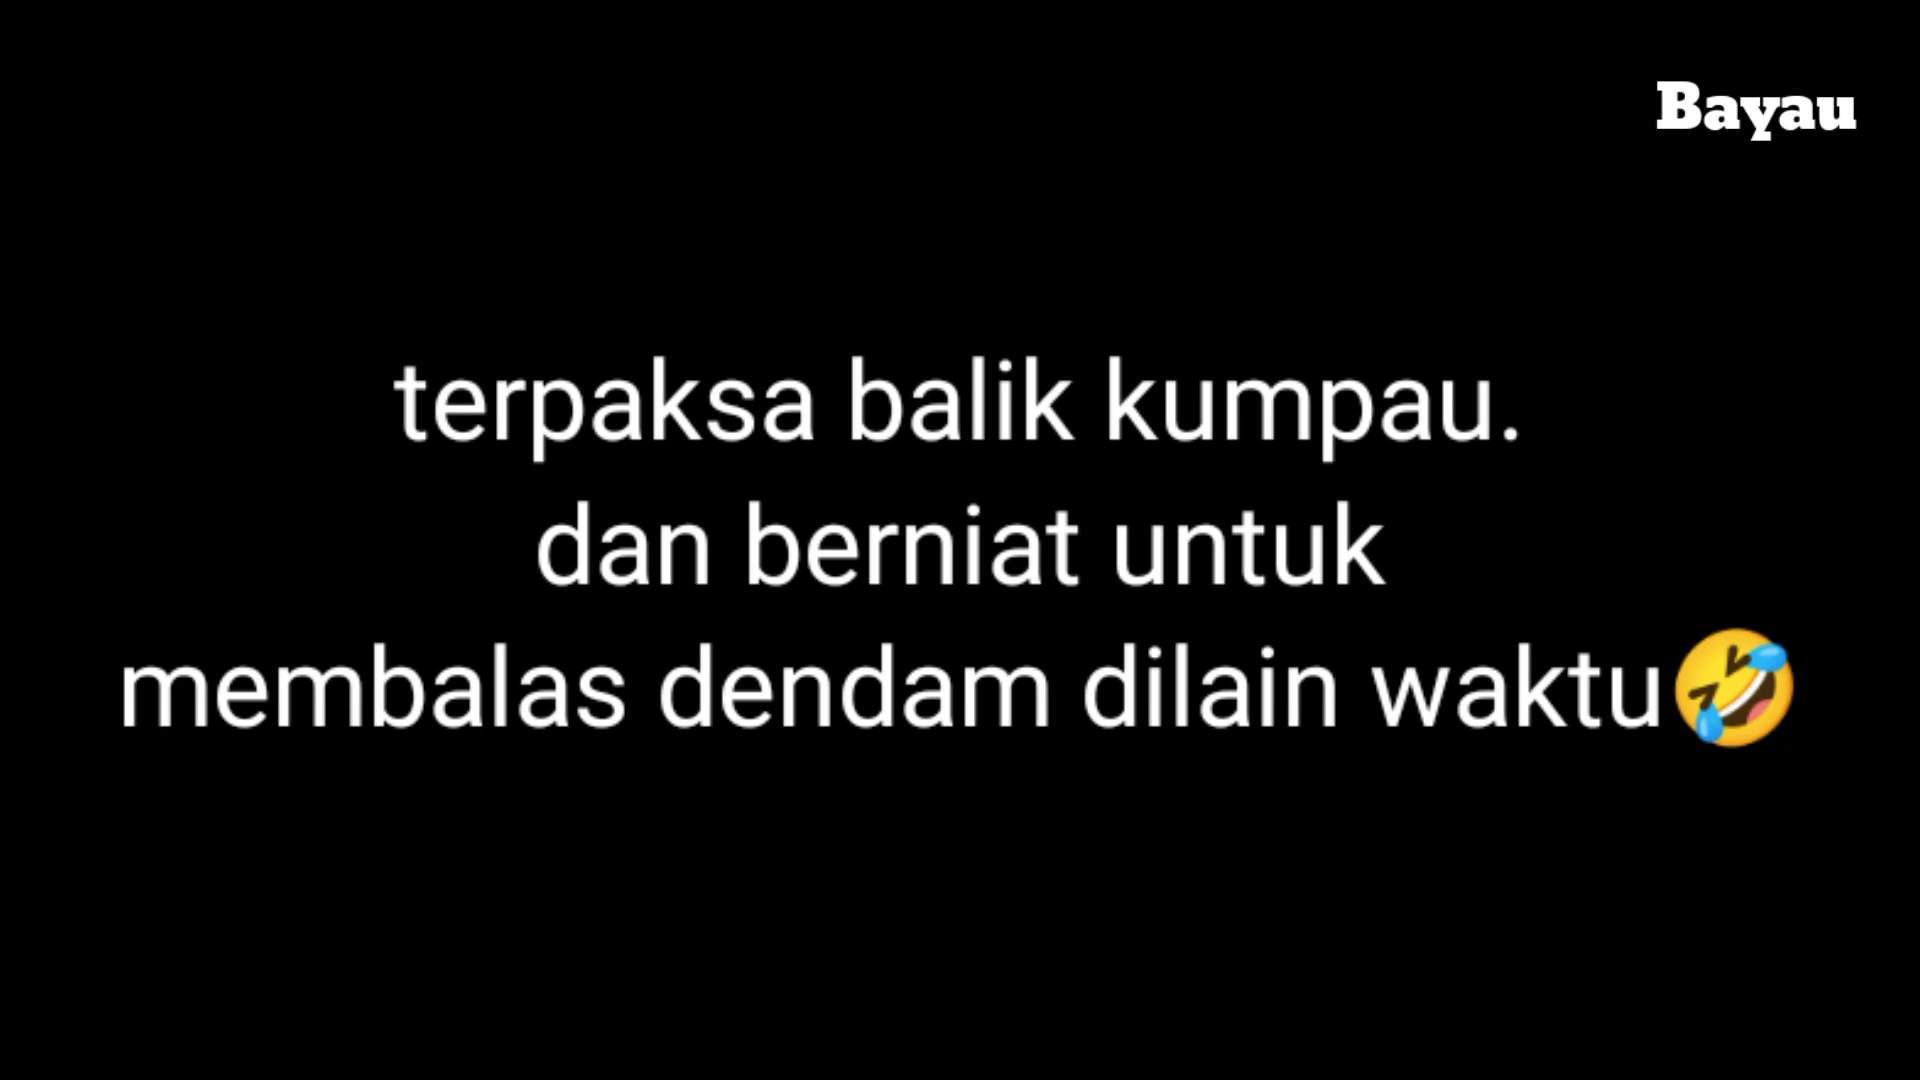 Bayau
terpaksa balik kumpau.
dan berniat untuk
membalas dendam dilain waktu🤣